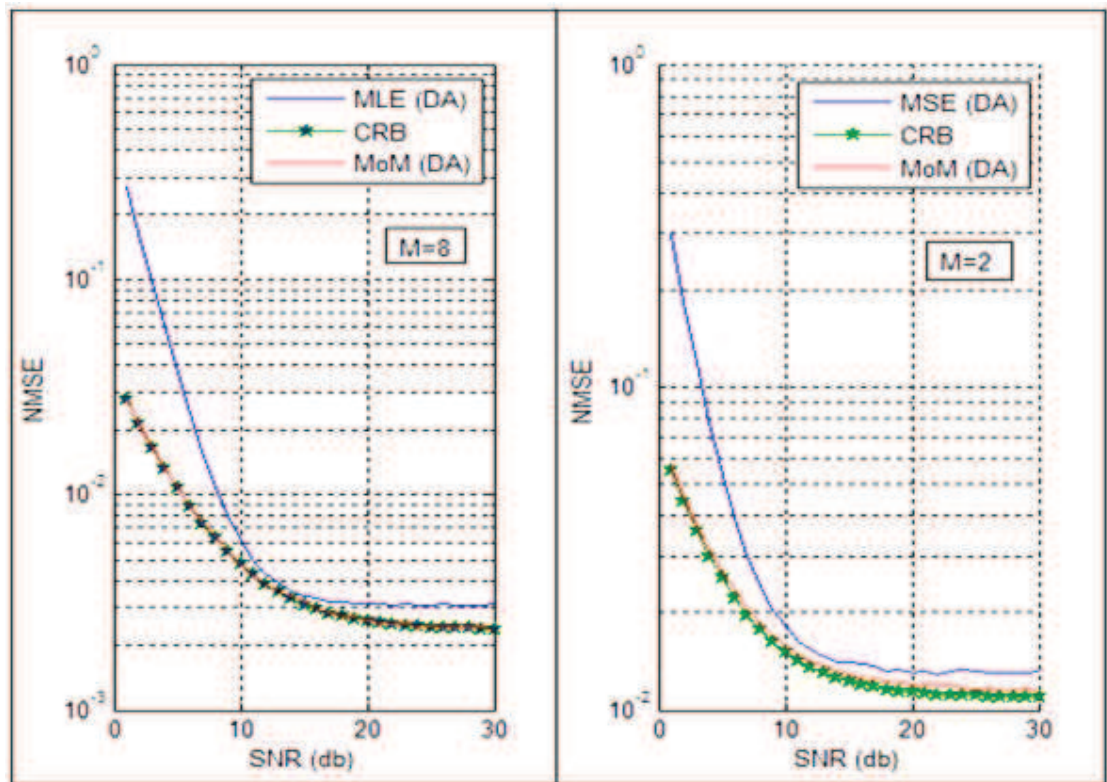 10^0
MLE (DA)
CRB
MoM (DA)
M=8
10^-1
NMSE
10^-2
10^-3
0 10 20 30
SNR (db)
10^0
MSE (DA)
CRB
MoM (DA)
M=2
10^-1
NMSE
10^-2
0 10 20 30
SNR (db)